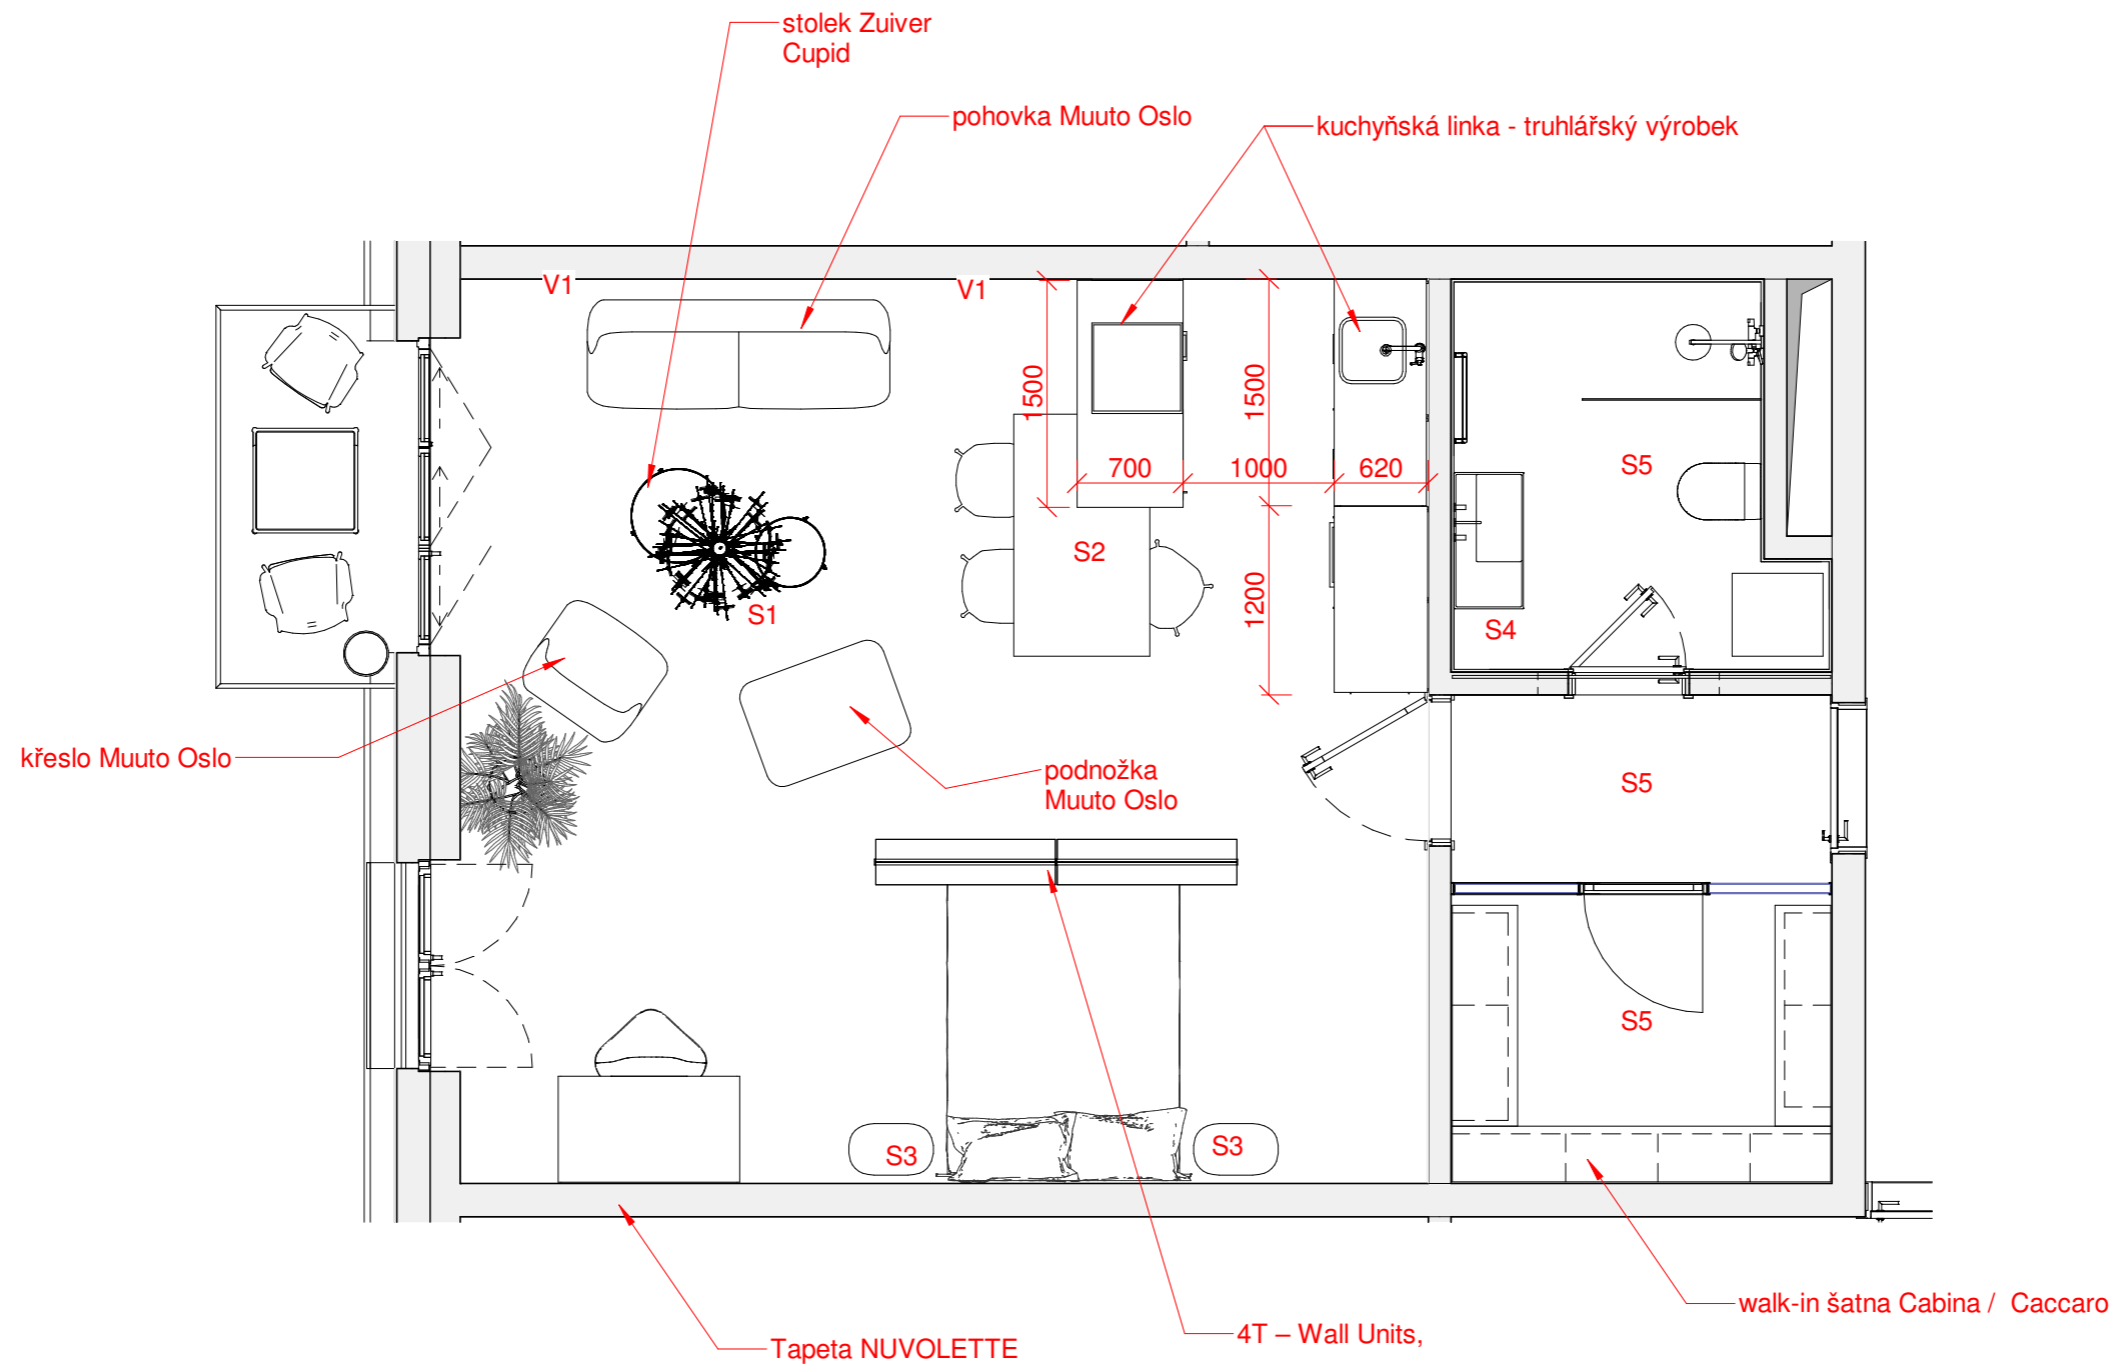 stolek Zuiver
Cupid
pohovka Muuto Oslo
kuchyňská linka - truhlářský výrobek
V1
V1
1500
1500
700
1000
620
S5
S2
1200
S1
S4
křeslo Muuto Oslo
podnožka
Muuto Oslo
S5
S5
S3
S3
walk-in šatna Cabina / Caccaro
4T – Wall Units,
Tapeta NUVOLETTE